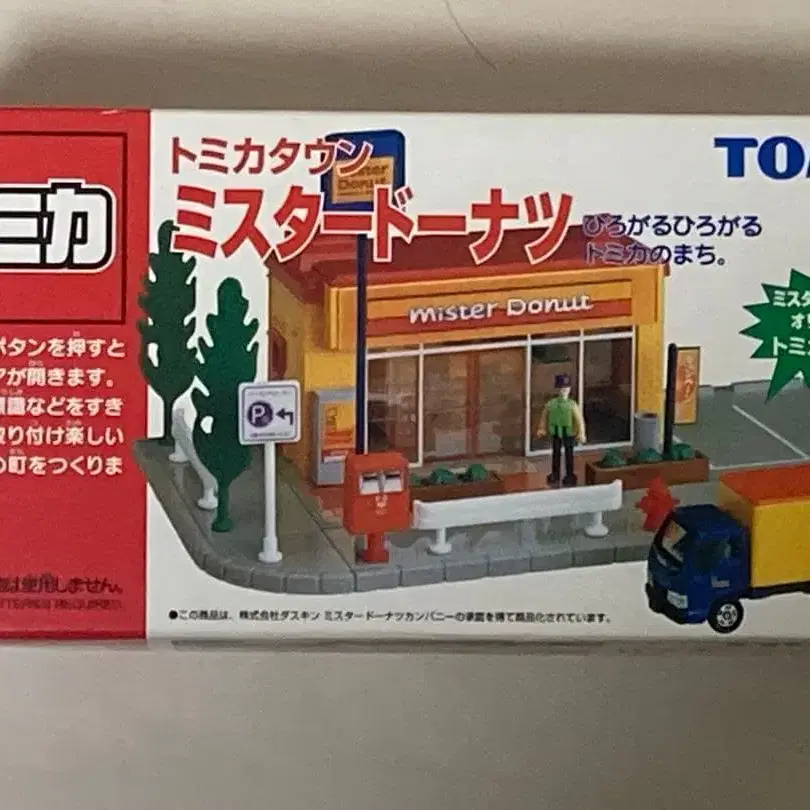 ミカ
ボタンを押すと
アが開きます。
標識などをすき
取り付け楽しい
の町をつくりま
は使用しません。
トミカタウン
ミスタードーナツ
ひろがるひろがる
トミカのまち。
TOM
Mister Donut
mister Donut
P
ミスタ
オリ
トミカ
●この商品は、株式会社ダスキン ミスタードーナツカンパニーの承認を得て商品化されています。